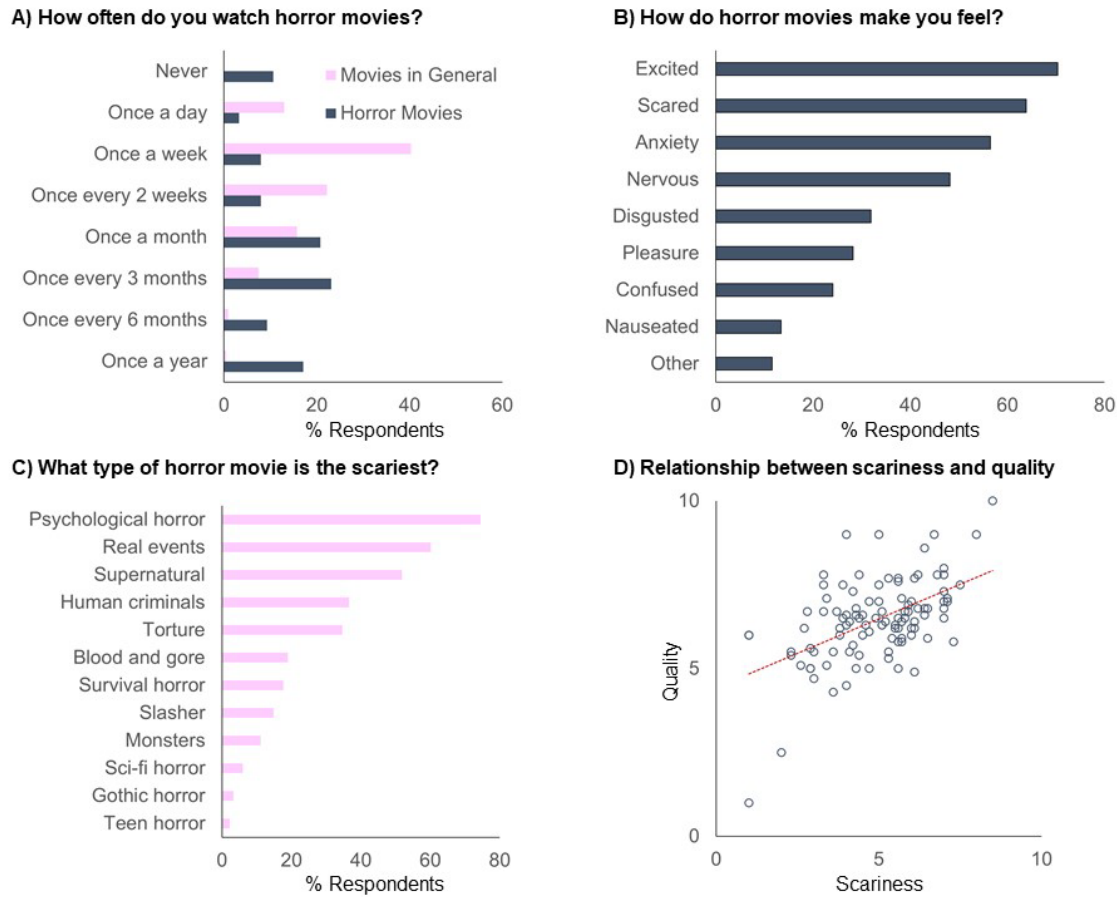 A) How often do you watch horror movies?
Never
Once a day
Once a week
Once every 2 weeks
Once a month
Once every 3 months
Once every 6 months
Once a year
Movies in General
Horror Movies
0 20 40 60
% Respondents
B) How do horror movies make you feel?
Excited
Scared
Anxiety
Nervous
Disgusted
Pleasure
Confused
Nauseated
Other
0 20 40 60 80
% Respondents
C) What type of horror movie is the scariest?
Psychological horror
Real events
Supernatural
Human criminals
Torture
Blood and gore
Survival horror
Slasher
Monsters
Sci-fi horror
Gothic horror
Teen horror
0 20 40 60 80
% Respondents
D) Relationship between scariness and quality
10
5
0
Quality
0 5 10
Scariness